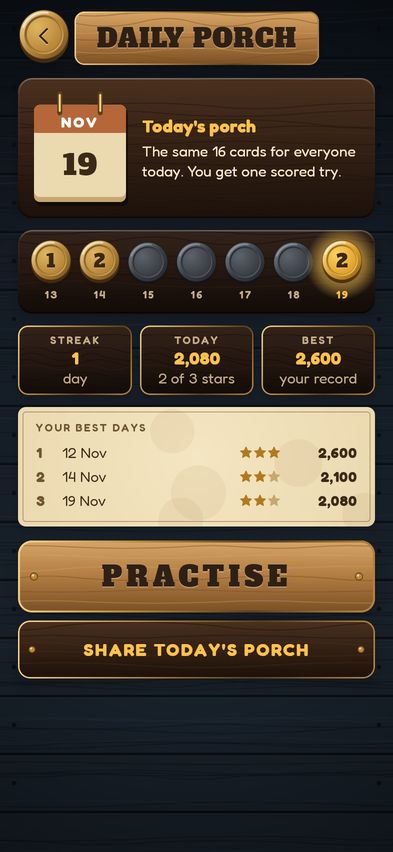 DAILY PORCH
NOV
19
Today's porch
The same 16 cards for everyone
today. You get one scored try.
1 2 2
13 14 15 16 17 18 19
STREAK
1
day
TODAY
2,080
2 of 3 stars
BEST
2,600
your record
YOUR BEST DAYS
1 12 Nov 2,600
2 14 Nov 2,100
3 19 Nov 2,080
PRACTISE
SHARE TODAY'S PORCH